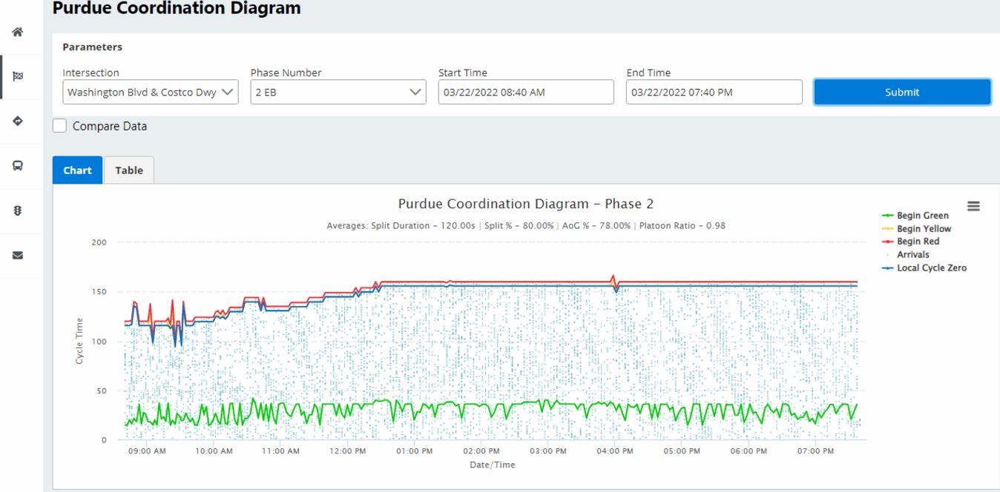 Purdue Coordination Diagram
Parameters
Intersection Phase Number Start Time End Time
Washington Blvd & Costco Dwy 2 EB 03/22/2022 08:40 AM 03/22/2022 07:40 PM Submit
Compare Data
Chart Table
Purdue Coordination Diagram – Phase 2
Averages: Split Duration – 120.00s | Split % – 80.00% | AoG % – 78.00% | Platoon Ratio – 0.98
Begin Green
Begin Yellow
Begin Red
Arrivals
Local Cycle Zero
Cycle Time
200
150
100
50
0
09:00 AM 10:00 AM 11:00 AM 12:00 PM 01:00 PM 02:00 PM 03:00 PM 04:00 PM 05:00 PM 06:00 PM 07:00 PM
Date/Time